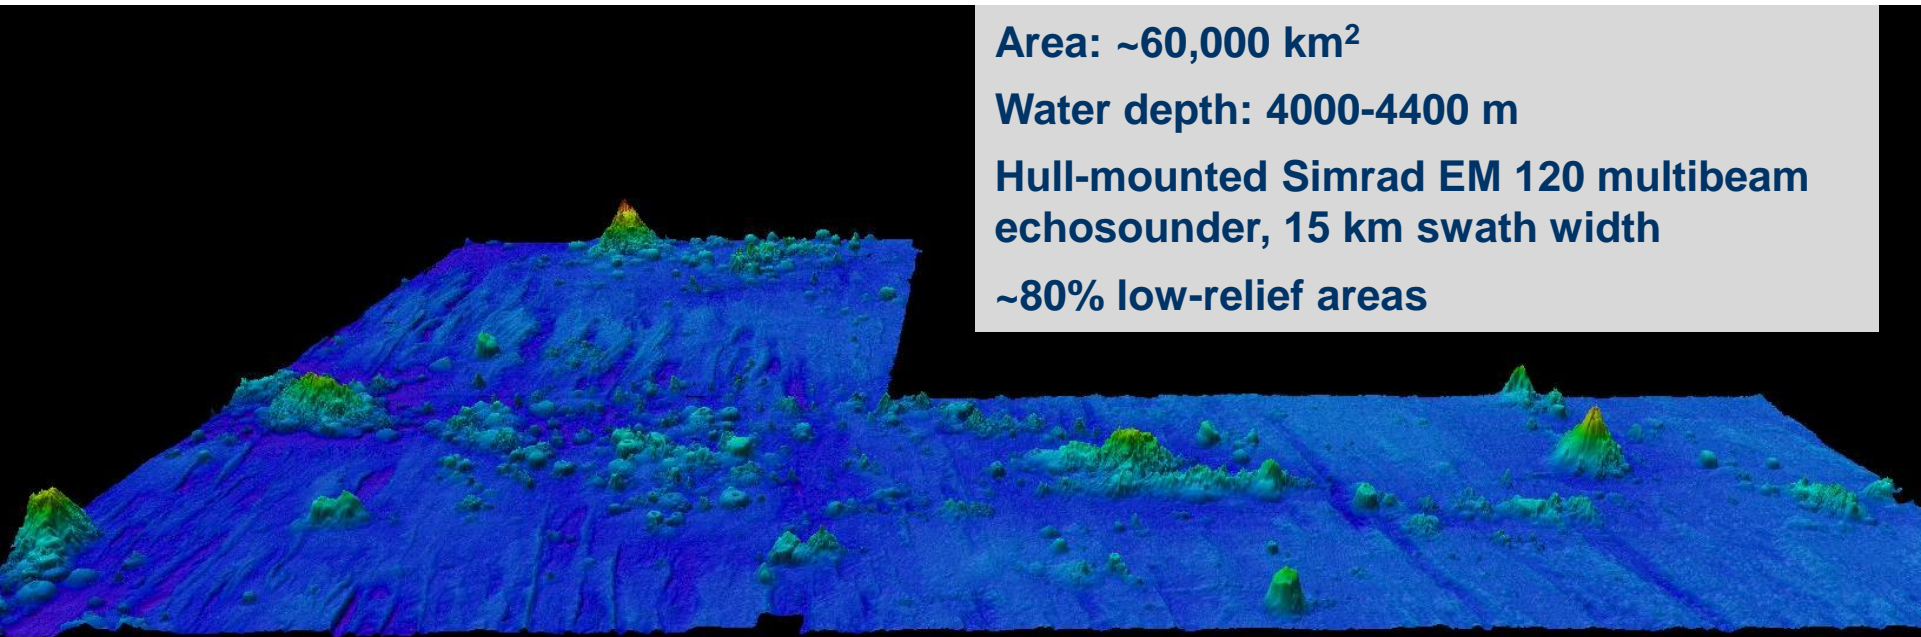 Area: ~60,000 km²
Water depth: 4000-4400 m
Hull-mounted Simrad EM 120 multibeam
echosounder, 15 km swath width
~80% low-relief areas